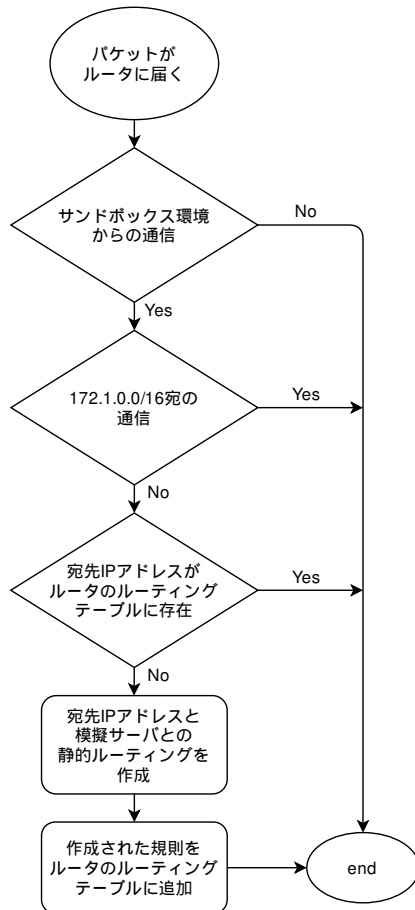 パケットが
ルータに届く
サンドボックス環境
からの通信
No
Yes
172.1.0.0/16宛の
通信
Yes
No
宛先IPアドレスが
ルータのルーティング
テーブルに存在
Yes
No
宛先IPアドレスと
模擬サーバとの
静的ルーティングを
作成
作成された規則を
ルータのルーティング
テーブルに追加
end